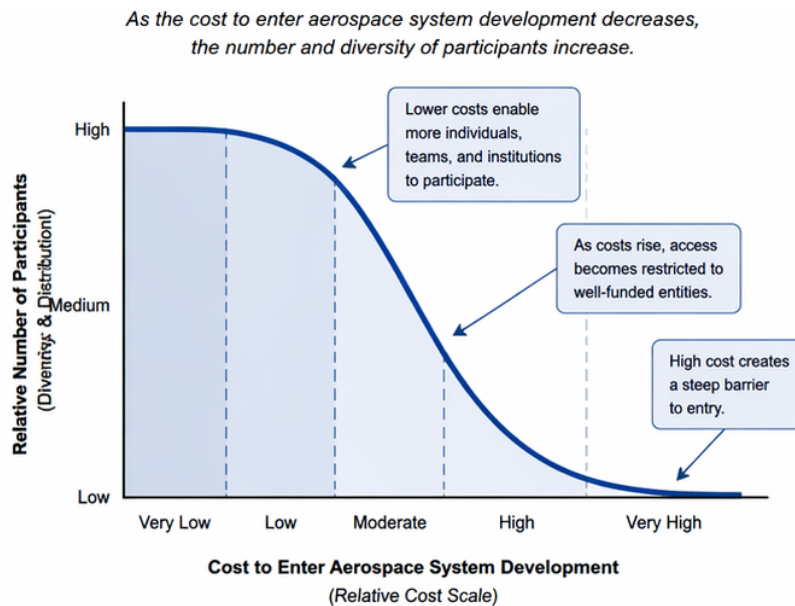 As the cost to enter aerospace system development decreases,
the number and diversity of participants increase.
High
Medium
Low
Relative Number of Participants
& Distribution!)
Lower costs enable
more individuals,
teams, and institutions
to participate.
As costs rise, access
becomes restricted to
well-funded entities.
High cost creates
a steep barrier
to entry.
Very Low
Low
Moderate
High
Very High
Cost to Enter Aerospace System Development
(Relative Cost Scale)